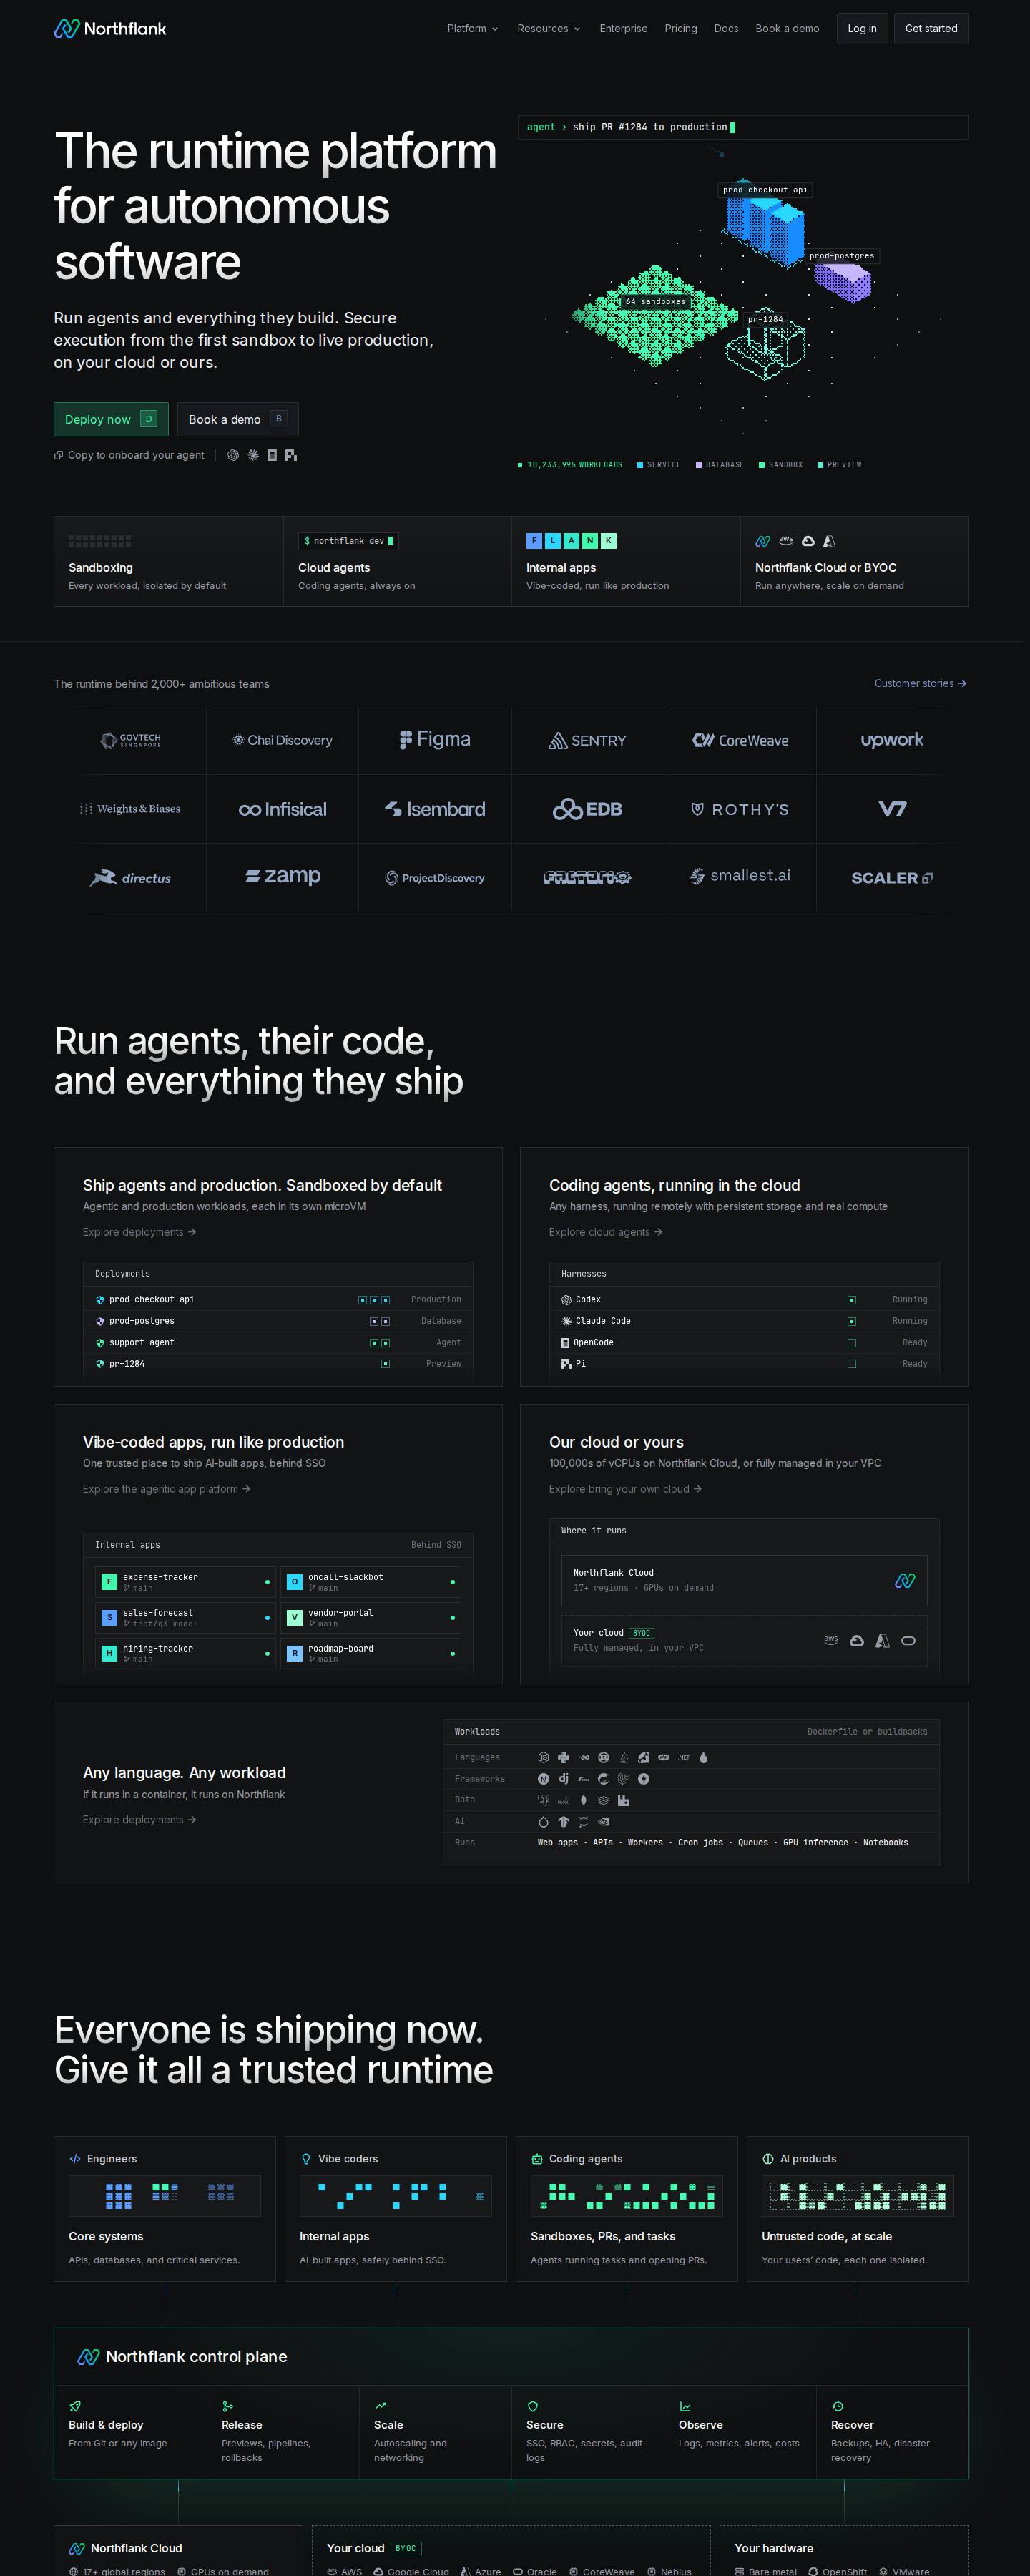 Northflank
Platform Resources Enterprise Pricing Docs Book a demo Log in Get started
The runtime platform
for autonomous
software
Run agents and everything they build. Secure
execution from the first sandbox to live production,
on your cloud or ours.
Deploy now D Book a demo B
Copy to onboard your agent
agent › ship PR #1284 to production
prod-checkout-api
prod-postgres
64 sandboxes
pr-1284
10,233,995 WORKLOADS SERVICE DATABASE SANDBOX PREVIEW
Sandboxing
Every workload, isolated by default
$ northflank dev
Cloud agents
Coding agents, always on
F L A N K
Internal apps
Vibe-coded, run like production
aws
Northflank Cloud or BYOC
Run anywhere, scale on demand
The runtime behind 2,000+ ambitious teams
Customer stories →
GOVTECH
SINGAPORE
Chai Discovery
Figma
SENTRY
CoreWeave
upwork
Weights & Biases
Infisical
Isembard
EDB
ROTHY'S
V7
directus
zamp
ProjectDiscovery
FACTORIO
smallest.ai
SCALER
Run agents, their code,
and everything they ship
Ship agents and production. Sandboxed by default
Agentic and production workloads, each in its own microVM
Explore deployments →
Deployments
prod-checkout-api Production
prod-postgres Database
support-agent Agent
pr-1284 Preview
Coding agents, running in the cloud
Any harness, running remotely with persistent storage and real compute
Explore cloud agents →
Harnesses
Codex Running
Claude Code Running
OpenCode Ready
Pi Ready
Vibe-coded apps, run like production
One trusted place to ship AI-built apps, behind SSO
Explore the agentic app platform →
Internal apps Behind SSO
E expense-tracker
main
O oncall-slackbot
main
S sales-forecast
feat/q3-model
V vendor-portal
main
H hiring-tracker
main
R roadmap-board
main
Our cloud or yours
100,000s of vCPUs on Northflank Cloud, or fully managed in your VPC
Explore bring your own cloud →
Where it runs
Northflank Cloud
17+ regions · GPUs on demand
Your cloud BYOC
Fully managed, in your VPC
aws
Any language. Any workload
If it runs in a container, it runs on Northflank
Explore deployments →
Workloads Dockerfile or buildpacks
Languages
Frameworks
Data
AI
Runs Web apps · APIs · Workers · Cron jobs · Queues · GPU inference · Notebooks
Everyone is shipping now.
Give it all a trusted runtime
Engineers
Core systems
APIs, databases, and critical services.
Vibe coders
Internal apps
AI-built apps, safely behind SSO.
Coding agents
Sandboxes, PRs, and tasks
Agents running tasks and opening PRs.
AI products
Untrusted code, at scale
Your users' code, each one isolated.
Northflank control plane
Build & deploy
From Git or any image
Release
Previews, pipelines,
rollbacks
Scale
Autoscaling and
networking
Secure
SSO, RBAC, secrets, audit
logs
Observe
Logs, metrics, alerts, costs
Recover
Backups, HA, disaster
recovery
Northflank Cloud
17+ global regions GPUs on demand
Your cloud BYOC
AWS Google Cloud Azure Oracle CoreWeave Nebius
Your hardware
Bare metal OpenShift VMware